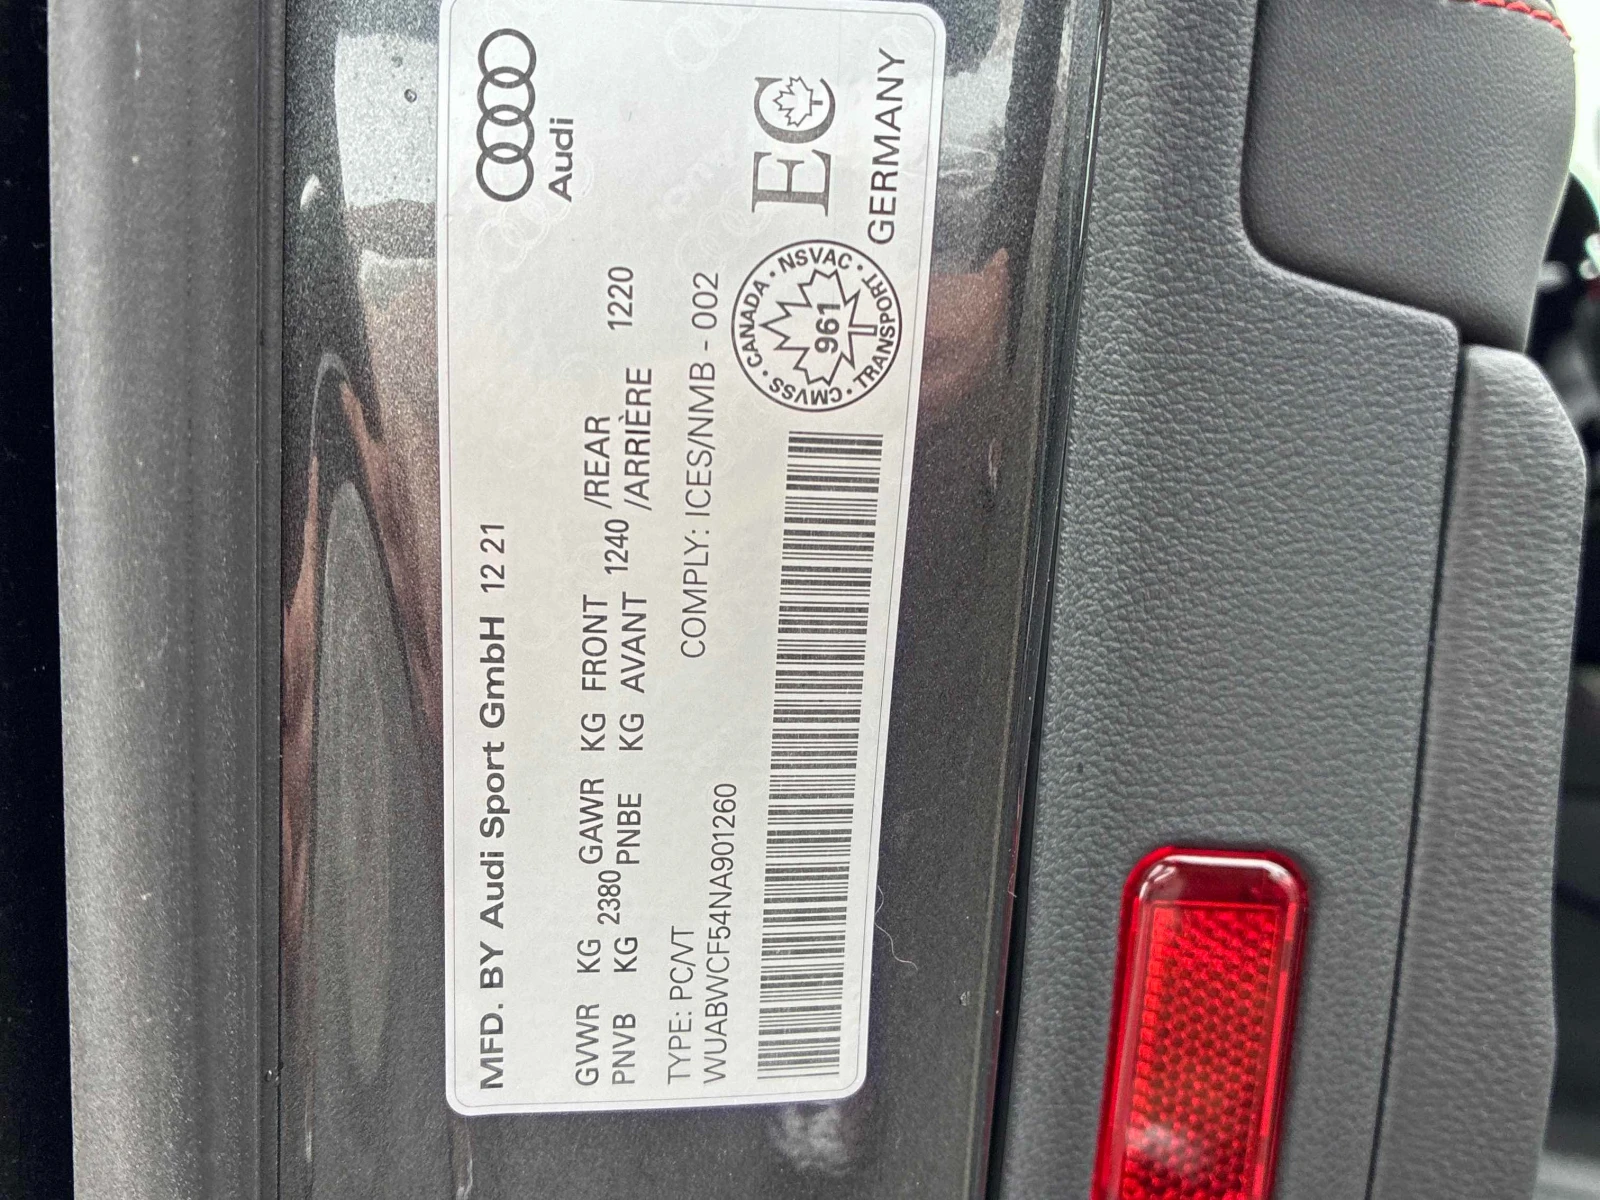 MFD. BY Audi Sport GmbH 12 21
Audi
GVWR KG 2380 GAWR KG FRONT 1240 /REAR 1220
PNVB KG PNBE KG AVANT /ARRIÈRE
TYPE: PC/VT COMPLY: ICES/NMB - 002
WUABWCF54NA901260
CANADA · NSVAC · TRANSPORT · CMVSS ·
961
EC
GERMANY